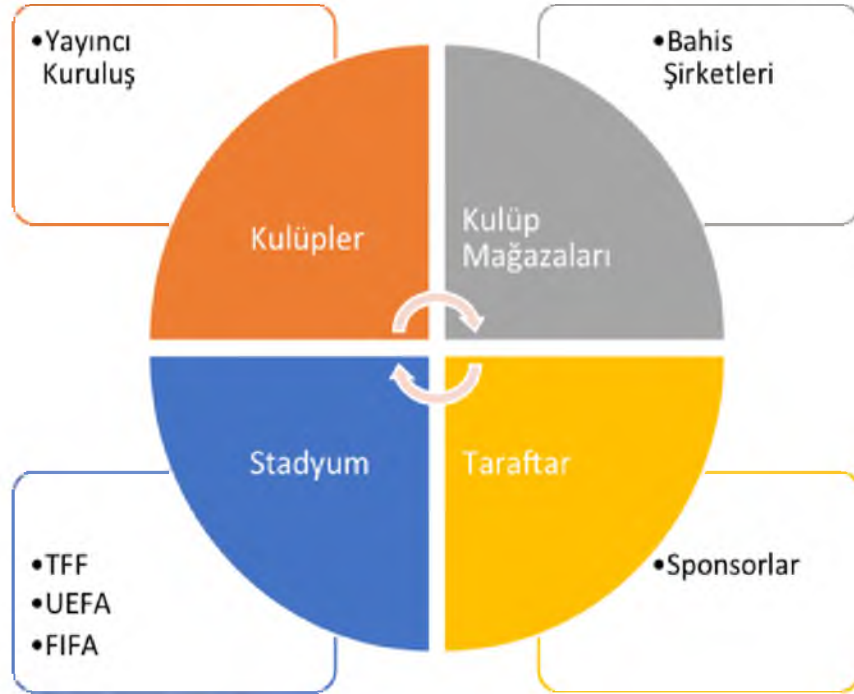 •Yayıncı
Kuruluş
•Bahis
Şirketleri
Kulüpler
Kulüp
Mağazaları
Stadyum
Taraftar
•TFF
•UEFA
•FIFA
•Sponsorlar